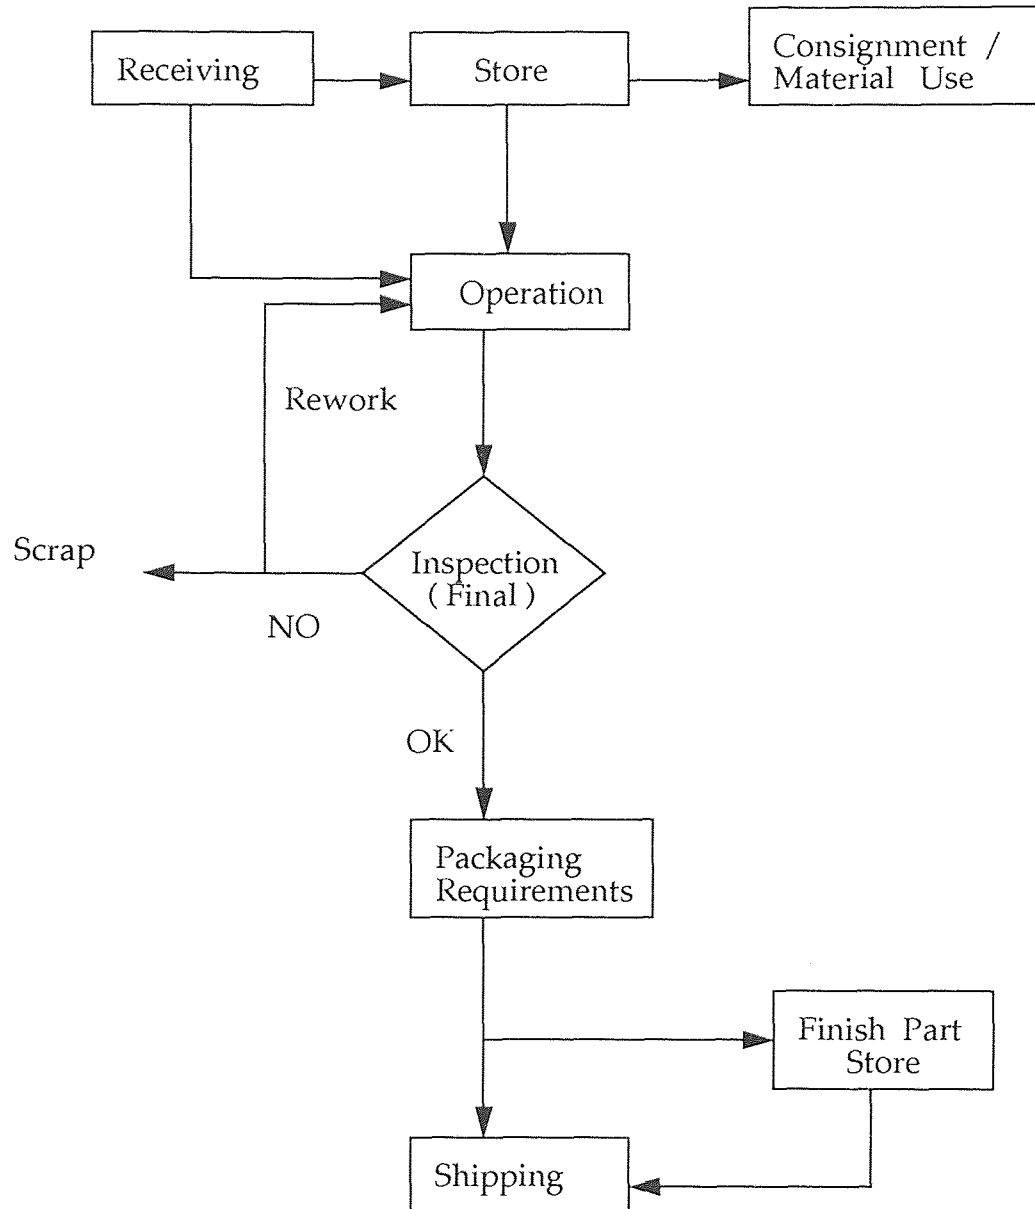 Receiving
Store
Consignment /
Material Use
Operation
Rework
Scrap
Inspection
( Final )
NO
OK
Packaging
Requirements
Finish Part
Store
Shipping